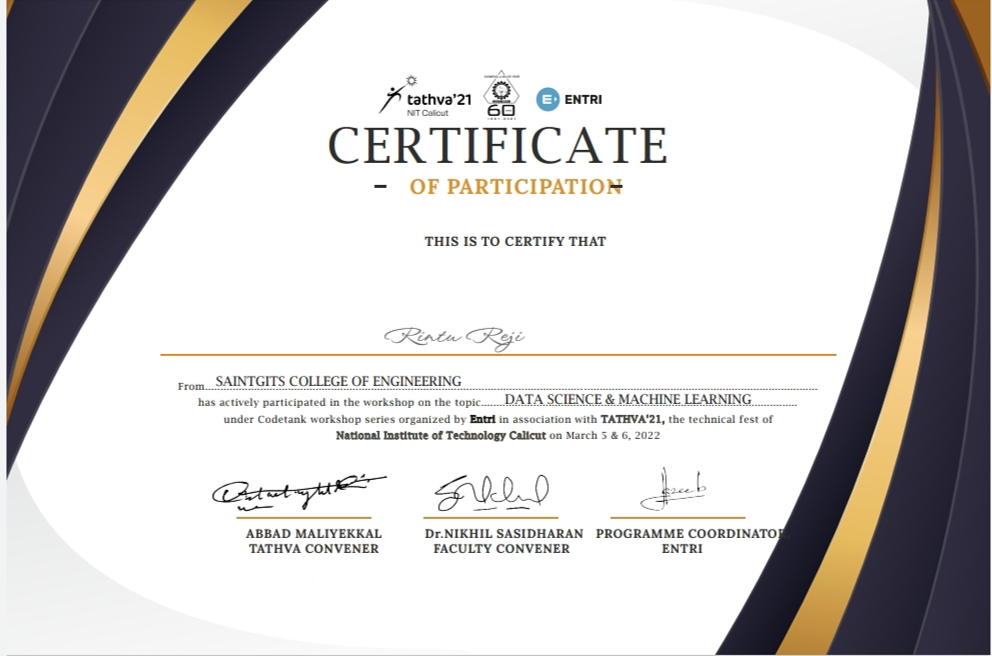 tathva'21
NIT Calicut
60
E ENTRI
CERTIFICATE
- OF PARTICIPATION -
THIS IS TO CERTIFY THAT
Rintu Reji
From SAINTGITS COLLEGE OF ENGINEERING
has actively participated in the workshop on the topic DATA SCIENCE & MACHINE LEARNING
under Codetank workshop series organized by Entri in association with TATHVA'21, the technical fest of
National Institute of Technology Calicut on March 5 & 6, 2022
ABBAD MALIYEKKAL Dr.NIKHIL SASIDHARAN PROGRAMME COORDINATOR,
TATHVA CONVENER FACULTY CONVENER ENTRI